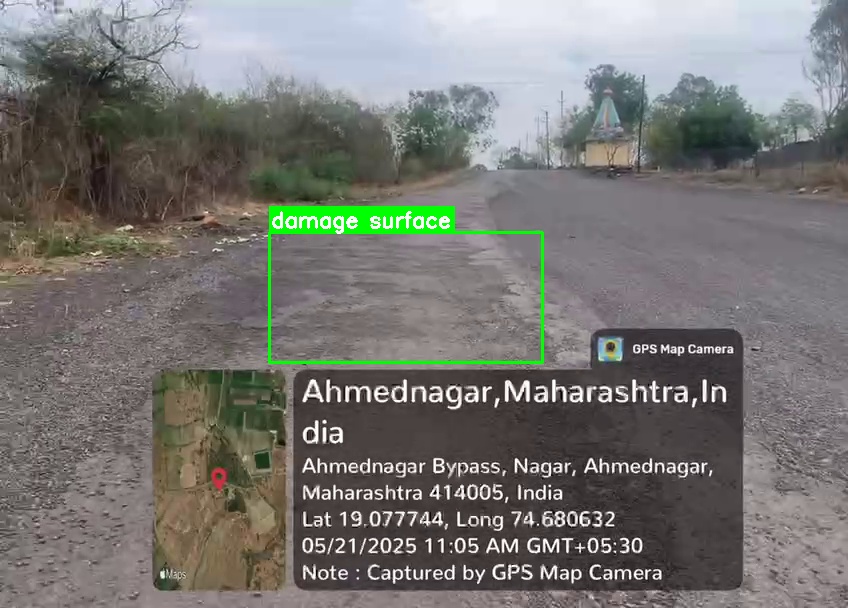 damage surface
GPS Map Camera
Ahmednagar,Maharashtra,In
dia
Ahmednagar Bypass, Nagar, Ahmednagar,
Maharashtra 414005, India
Lat 19.077744, Long 74.680632
05/21/2025 11:05 AM GMT+05:30
Note : Captured by GPS Map Camera
Maps